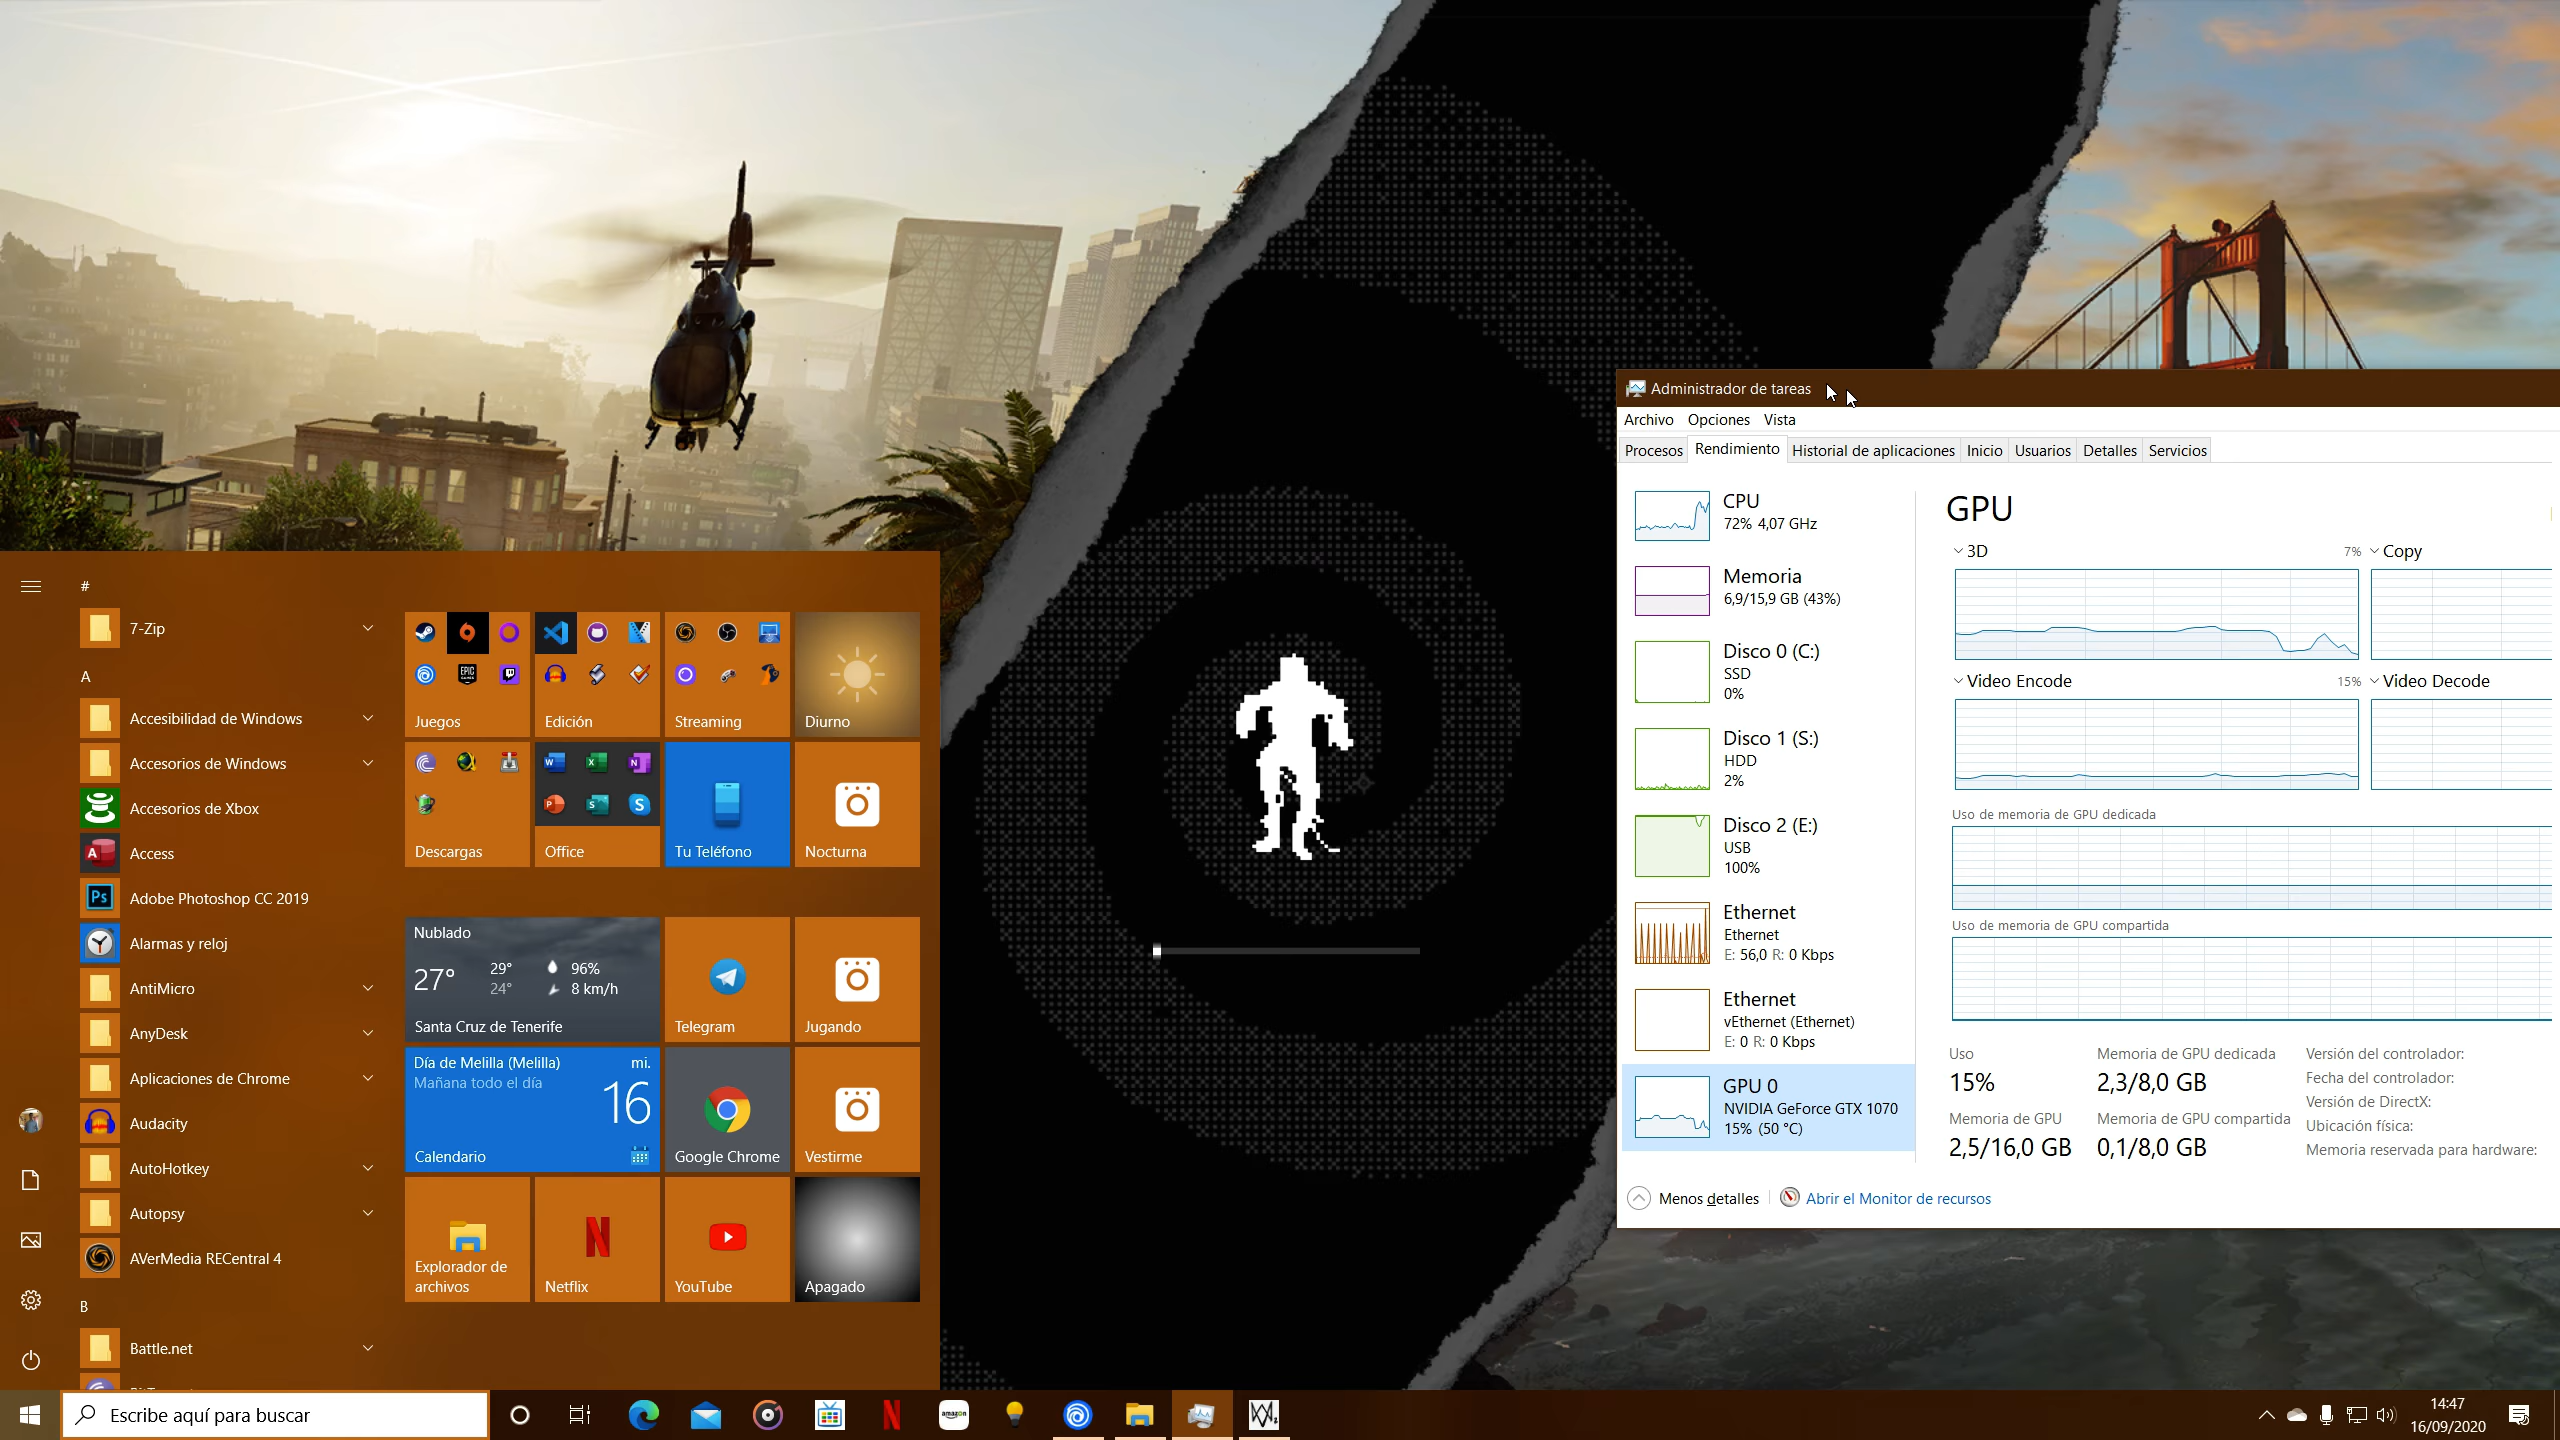 Administrador de tareas
Archivo Opciones Vista
Procesos Rendimiento Historial de aplicaciones Inicio Usuarios Detalles Servicios
CPU
72% 4,07 GHz
Memoria
6,9/15,9 GB (43%)
Disco 0 (C:)
SSD
0%
Disco 1 (S:)
HDD
2%
Disco 2 (E:)
USB
100%
Ethernet
Ethernet
E: 56,0 R: 0 Kbps
Ethernet
vEthernet (Ethernet)
E: 0 R: 0 Kbps
GPU 0
NVIDIA GeForce GTX 1070
15% (50 °C)
GPU
3D 7% Copy
Video Encode 15% Video Decode
Uso de memoria de GPU dedicada
Uso de memoria de GPU compartida
Uso
15%
Memoria de GPU dedicada
2,3/8,0 GB
Memoria de GPU
2,5/16,0 GB
Memoria de GPU compartida
0,1/8,0 GB
Versión del controlador:
Fecha del controlador:
Versión de DirectX:
Ubicación física:
Memoria reservada para hardware:
Menos detalles
Abrir el Monitor de recursos
#
7-Zip
A
Accesibilidad de Windows
Accesorios de Windows
Accesorios de Xbox
Access
Adobe Photoshop CC 2019
Alarmas y reloj
AntiMicro
AnyDesk
Aplicaciones de Chrome
Audacity
AutoHotkey
Autopsy
AVerMedia RECentral 4
B
Battle.net
Juegos
Edición
Streaming
Diurno
Descargas
Office
Tu Teléfono
Nocturna
Nublado
27° 29° 24° 96% 8 km/h
Santa Cruz de Tenerife
Telegram
Jugando
Día de Melilla (Melilla) mi.
Mañana todo el día 16
Calendario
Google Chrome
Vestirme
Explorador de
archivos
Netflix
YouTube
Apagado
Escribe aquí para buscar
amazon
14:47
16/09/2020